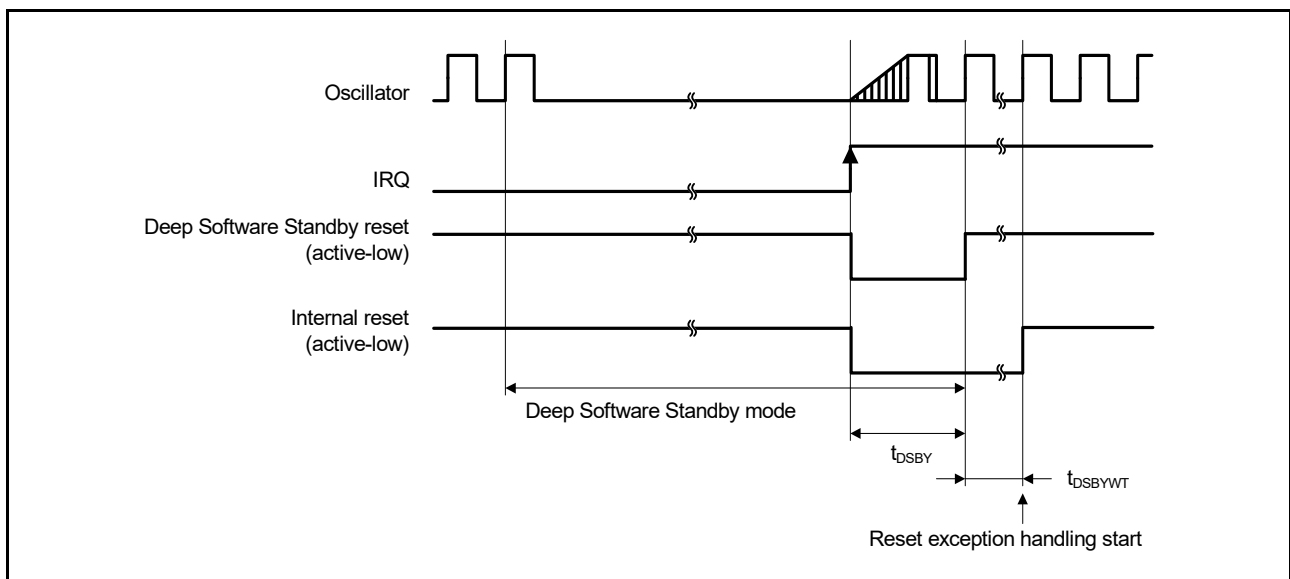 Oscillator
IRQ
Deep Software Standby reset
(active-low)
Internal reset
(active-low)
Deep Software Standby mode
tDSBY
tDSBYWT
Reset exception handling start